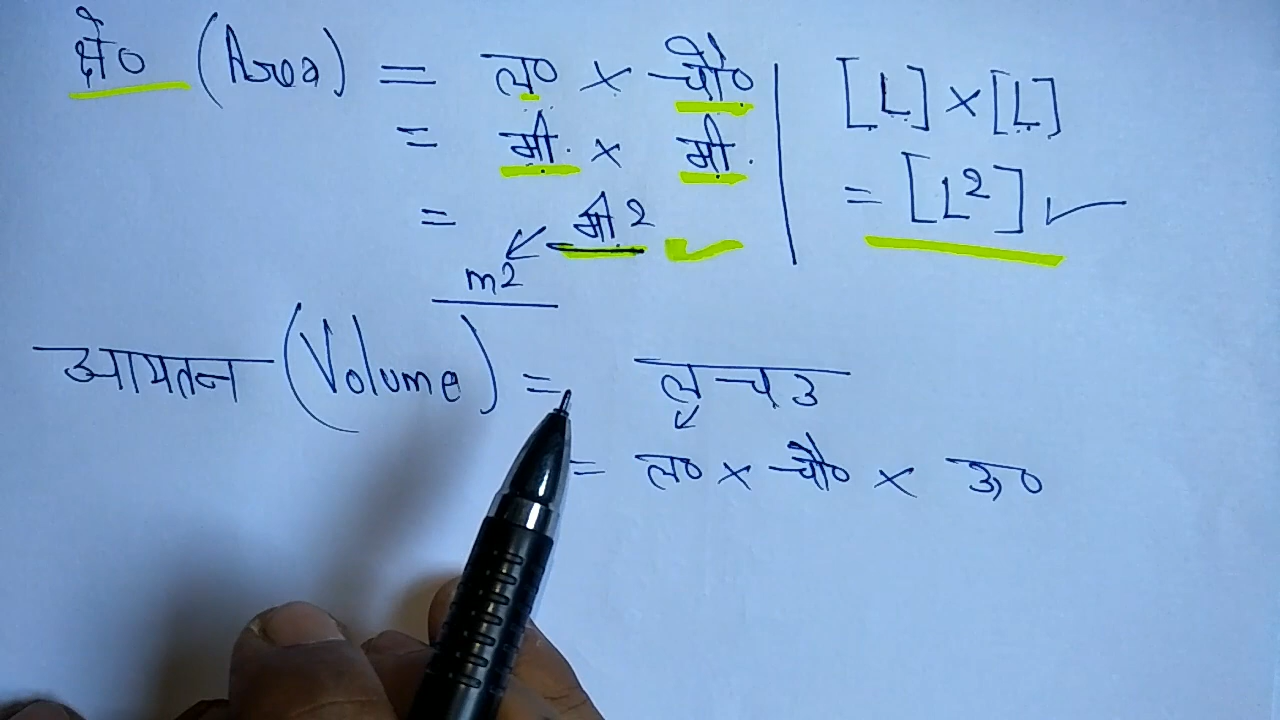 क्षे० (Area) = ल० × चौ० | [L] × [L]
= मी. × मी. = [L²] ✓
= मी.² ✓
m2
आयतन (Volume) = ल च उ
= ल० × चौ० × ऊ०